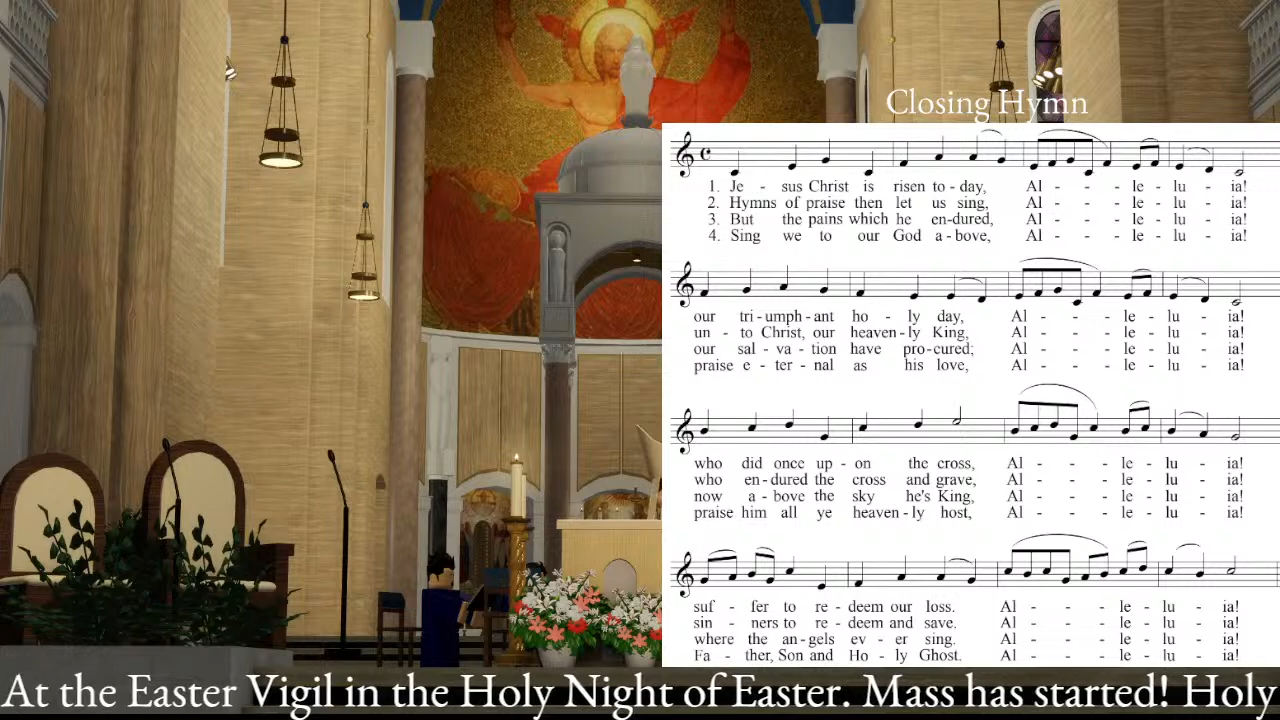 Closing Hymn
1. Je - sus Christ is risen to - day, Al - - - le - lu - ia!
2. Hymns of praise then let us sing, Al - - - le - lu - ia!
3. But the pains which he en-dured, Al - - - le - lu - ia!
4. Sing we to our God a - bove, Al - - - le - lu - ia!
our tri - umph - ant ho - ly day, Al - - - le - lu - ia!
un - to Christ, our heaven - ly King, Al - - - le - lu - ia!
our sal - va - tion have pro - cured; Al - - - le - lu - ia!
praise e - ter - nal as his love, Al - - - le - lu - ia!
who did once up - on the cross, Al - - - le - lu - ia!
who en - dured the cross and grave, Al - - - le - lu - ia!
now a - bove the sky he's King, Al - - - le - lu - ia!
praise him all ye heaven - ly host, Al - - - le - lu - ia!
suf - fer to re - deem our loss. Al - - - le - lu - ia!
sin - ners to re - deem and save. Al - - - le - lu - ia!
where the an - gels ev - er sing. Al - - - le - lu - ia!
Fa - ther, Son and Ho - ly Ghost. Al - - - le - lu - ia!
At the Easter Vigil in the Holy Night of Easter. Mass has started! Holy